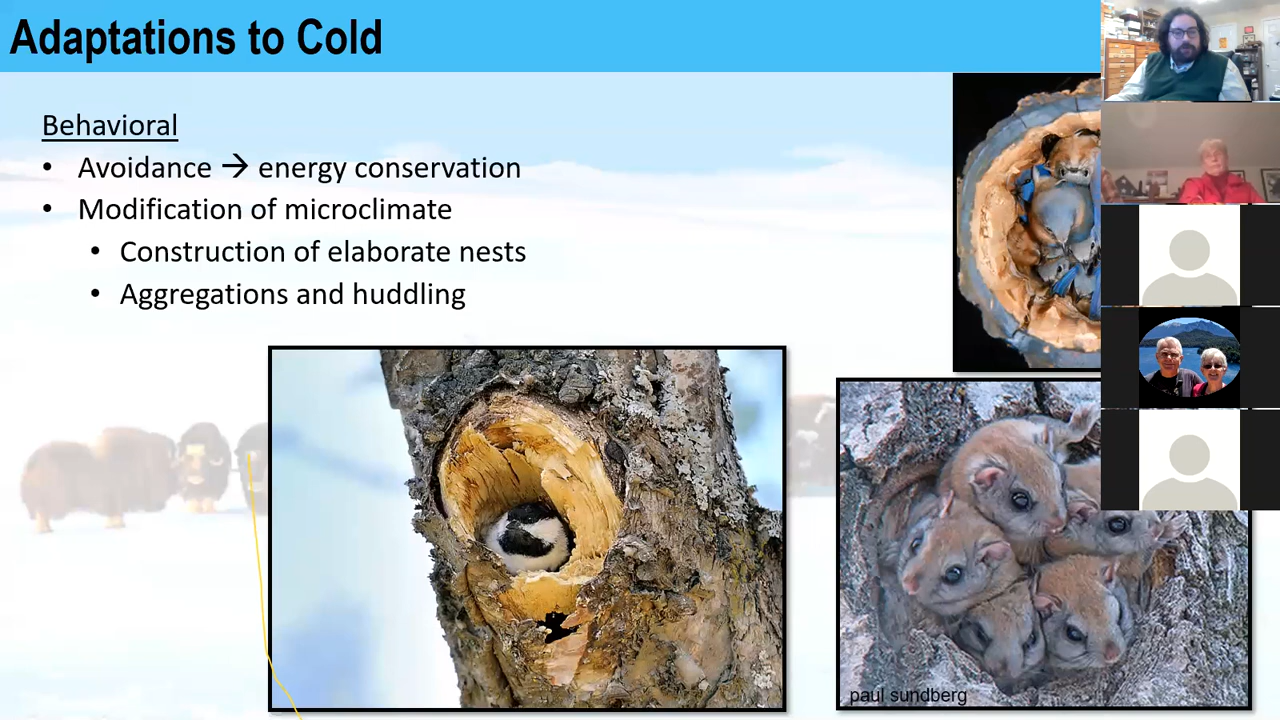 Adaptations to Cold
Behavioral
• Avoidance → energy conservation
• Modification of microclimate
• Construction of elaborate nests
• Aggregations and huddling
paul sundberg